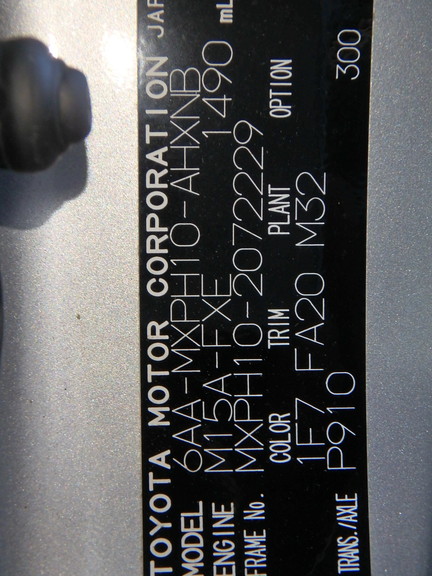 TOYOTA MOTOR CORPORATION JAP
MODEL 6AA-MXPH10-AHXNB
ENGINE M15A-FXE 1490 mL
FRAME No. MXPH10-2072229
COLOR TRIM PLANT OPTION
1F7 FA20 M32
TRANS./AXLE P910 300